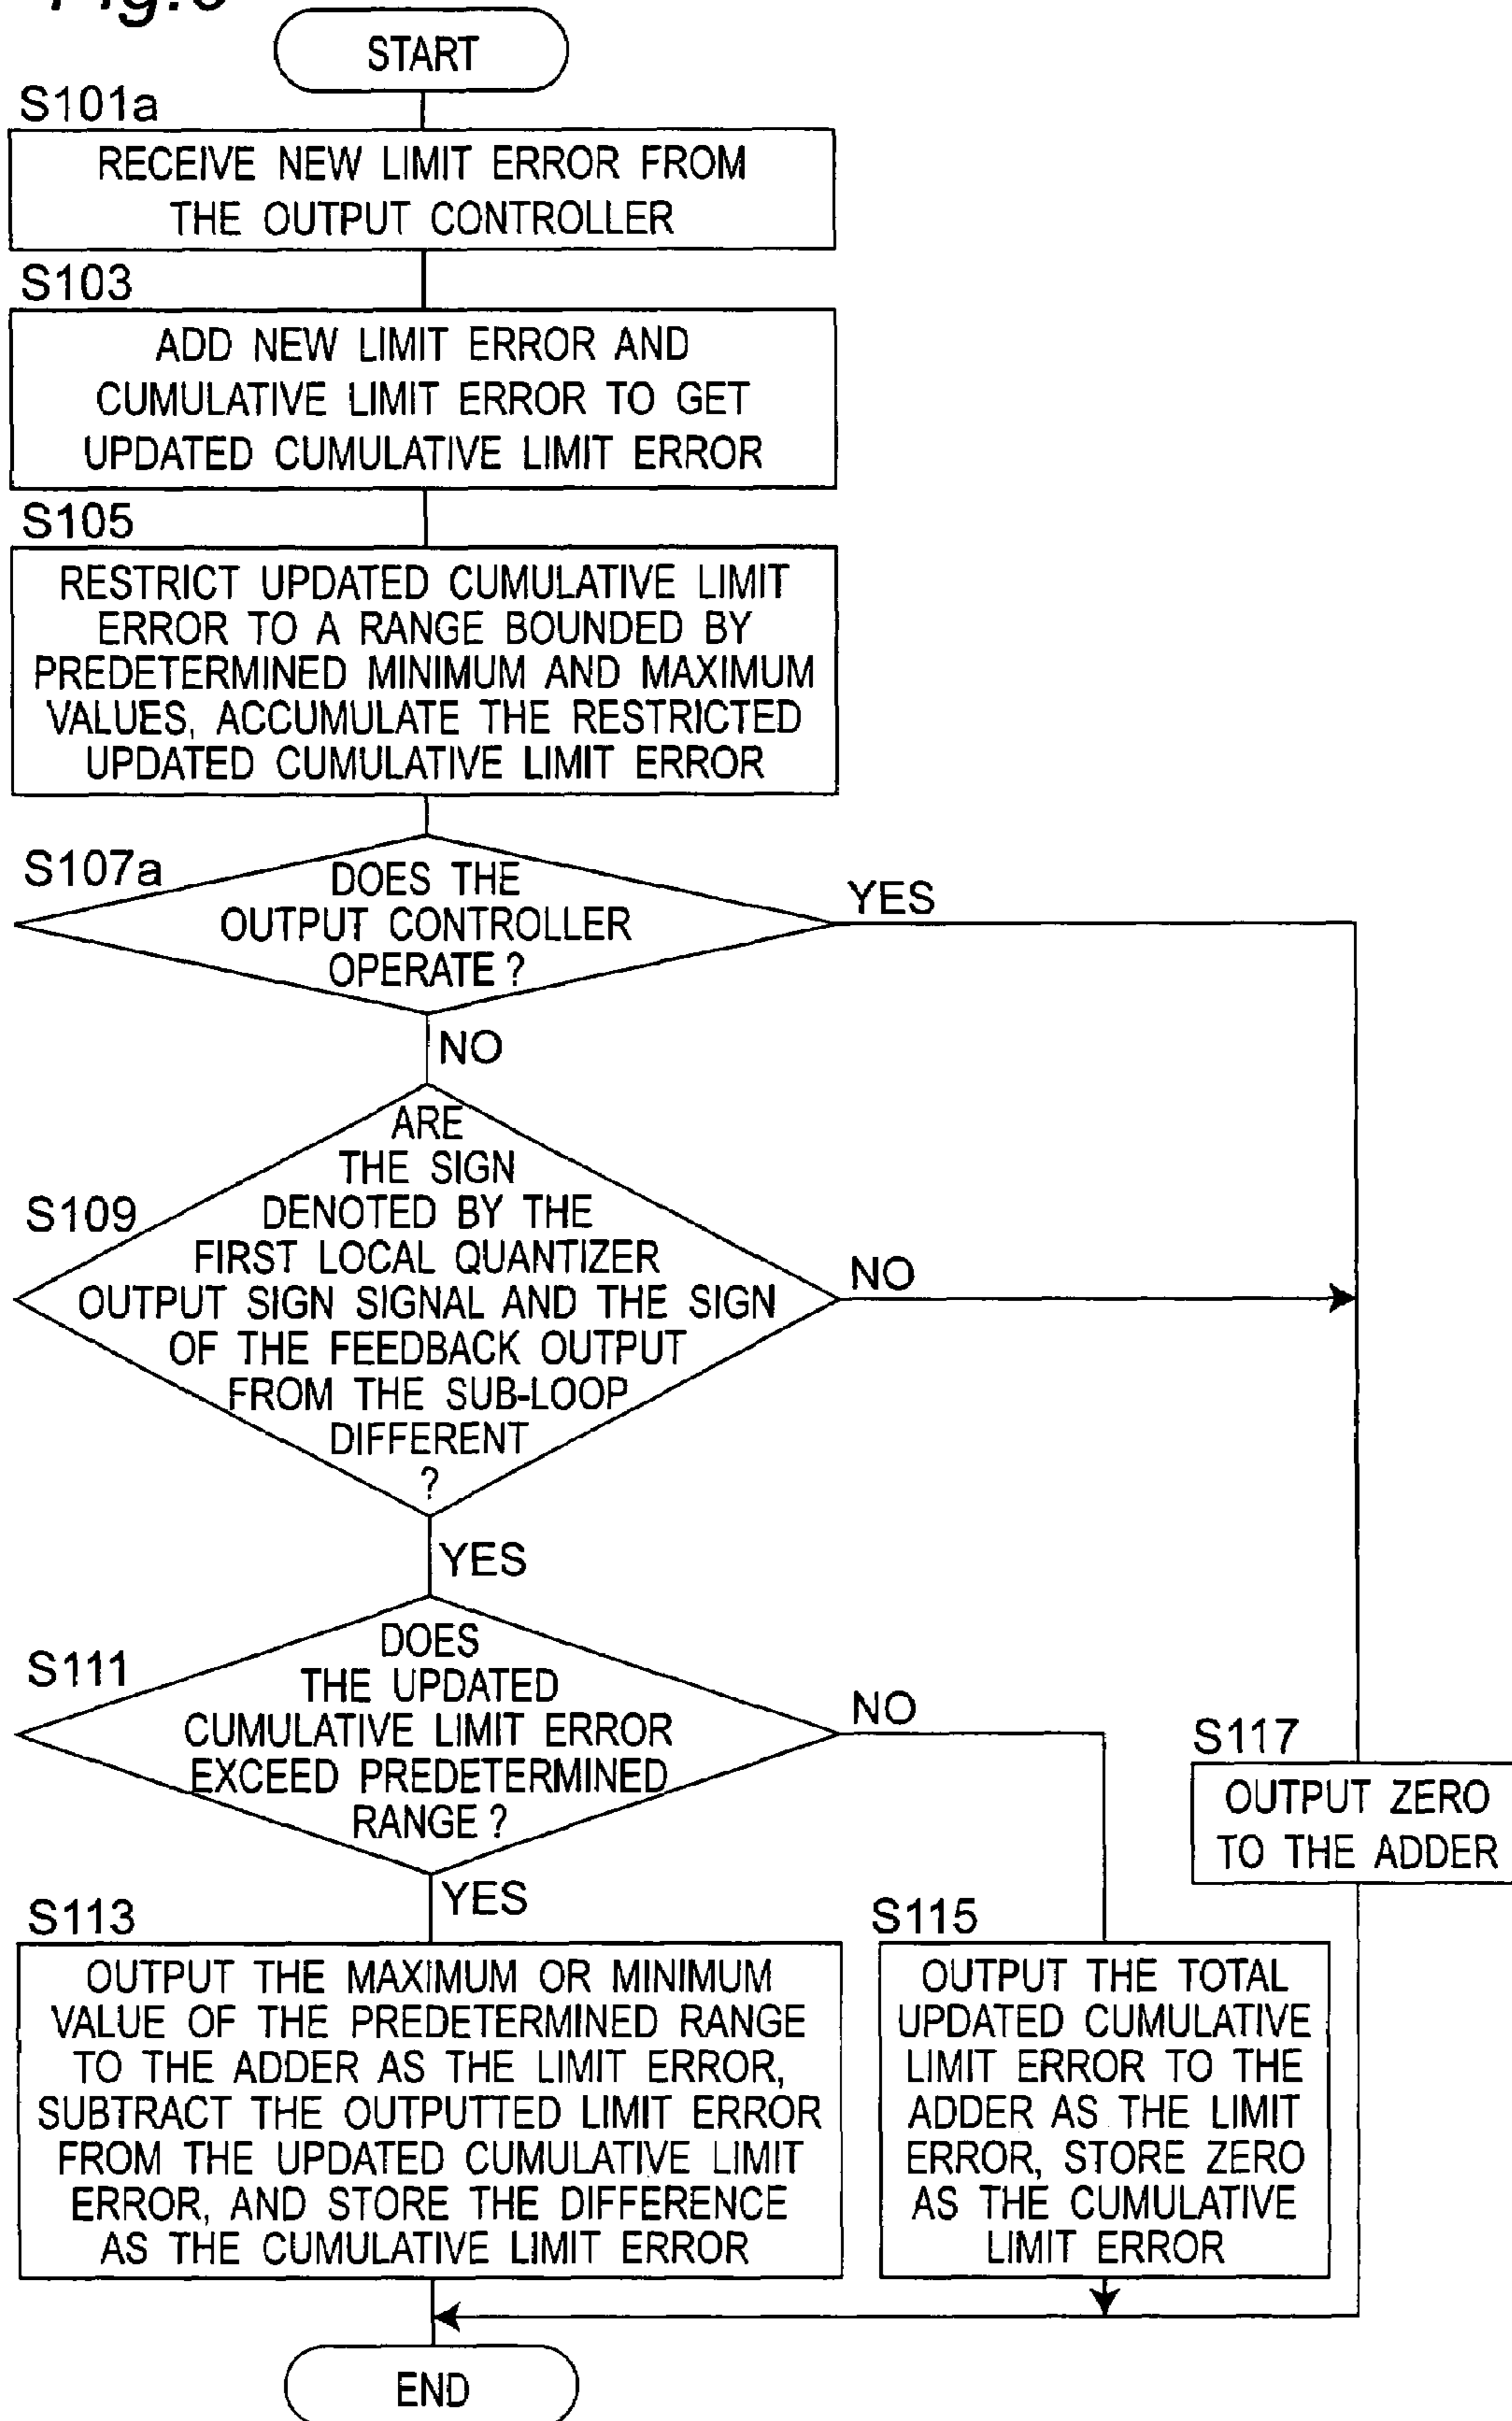 START
S101a
RECEIVE NEW LIMIT ERROR FROM
THE OUTPUT CONTROLLER
S103
ADD NEW LIMIT ERROR AND
CUMULATIVE LIMIT ERROR TO GET
UPDATED CUMULATIVE LIMIT ERROR
S105
RESTRICT UPDATED CUMULATIVE LIMIT
ERROR TO A RANGE BOUNDED BY
PREDETERMINED MINIMUM AND MAXIMUM
VALUES, ACCUMULATE THE RESTRICTED
UPDATED CUMULATIVE LIMIT ERROR
S107a
DOES THE
OUTPUT CONTROLLER
OPERATE ?
YES
NO
S109
ARE
THE SIGN
DENOTED BY THE
FIRST LOCAL QUANTIZER
OUTPUT SIGN SIGNAL AND THE SIGN
OF THE FEEDBACK OUTPUT
FROM THE SUB-LOOP
DIFFERENT
?
NO
YES
S111
DOES
THE UPDATED
CUMULATIVE LIMIT ERROR
EXCEED PREDETERMINED
RANGE ?
NO
YES
S117
OUTPUT ZERO
TO THE ADDER
S113
OUTPUT THE MAXIMUM OR MINIMUM
VALUE OF THE PREDETERMINED RANGE
TO THE ADDER AS THE LIMIT ERROR,
SUBTRACT THE OUTPUTTED LIMIT ERROR
FROM THE UPDATED CUMULATIVE LIMIT
ERROR, AND STORE THE DIFFERENCE
AS THE CUMULATIVE LIMIT ERROR
S115
OUTPUT THE TOTAL
UPDATED CUMULATIVE
LIMIT ERROR TO THE
ADDER AS THE LIMIT
ERROR, STORE ZERO
AS THE CUMULATIVE
LIMIT ERROR
END